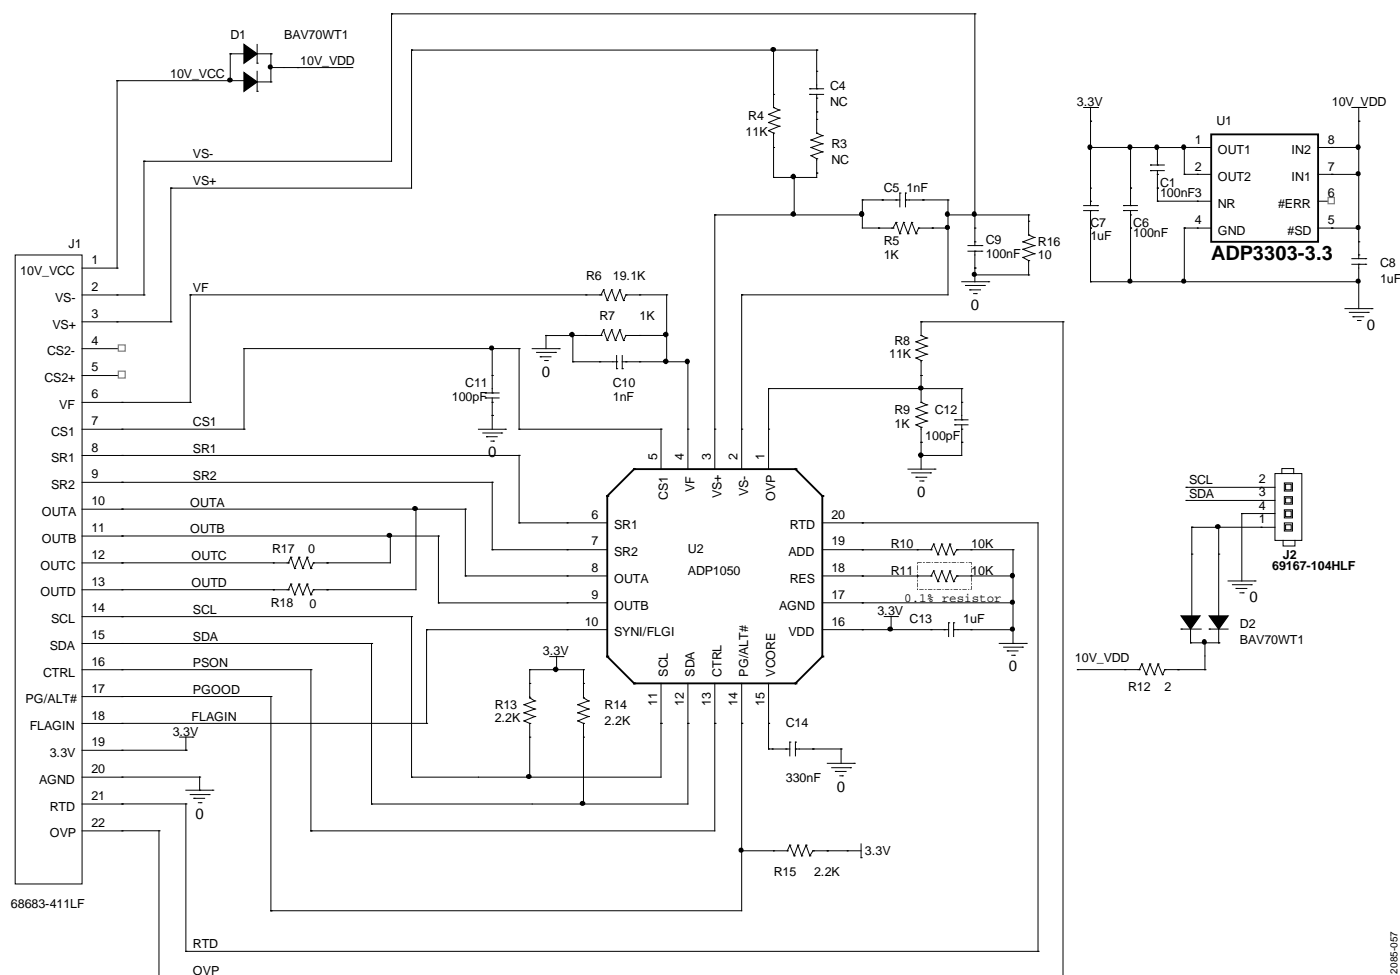 D1 BAV70WT1
10V_VCC
10V_VDD
C4
NC
R4
11K
R3
NC
VS-
VS+
C5 1nF
R5
1K
C9
100nF
R16
10
0
3.3V
10V_VDD
U1
1 OUT1 IN2 8
2 OUT2 IN1 7
3 NR #ERR 6
4 GND #SD 5
ADP3303-3.3
C1
100nF
C7
1uF
C6
100nF
C8
1uF
0
J1
10V_VCC 1
VS- 2
VS+ 3
CS2- 4
CS2+ 5
VF 6
CS1 7
SR1 8
SR2 9
OUTA 10
OUTB 11
OUTC 12
OUTD 13
SCL 14
SDA 15
CTRL 16
PG/ALT# 17
FLAGIN 18
3.3V 19
AGND 20
RTD 21
OVP 22
68683-411LF
VF
CS1
SR1
SR2
OUTA
OUTB
R17 0
OUTC
OUTD
R18 0
SCL
SDA
PSON
PGOOD
FLAGIN
3.3V
0
RTD
OVP
R6 19.1K
R7 1K
0
C10
1nF
C11
100pF
0
R8
11K
R9
1K
C12
100pF
0
5 4 3 2 1
CS1 VF VS+ VS- OVP
6 SR1
7 SR2
8 OUTA
9 OUTB
10 SYNI/FLGI
U2
ADP1050
RTD 20
ADD 19
RES 18
AGND 17
VDD 16
SCL SDA CTRL PG/ALT# VCORE
11 12 13 14 15
R10 10K
R11 10K
0.1% resistor
3.3V
C13 1uF
0
3.3V
R13
2.2K
R14
2.2K
C14
330nF
0
R15 2.2K
3.3V
SCL 2
SDA 3
4
1
J2
69167-104HLF
0
D2
BAV70WT1
10V_VDD
R12 2
2085-057